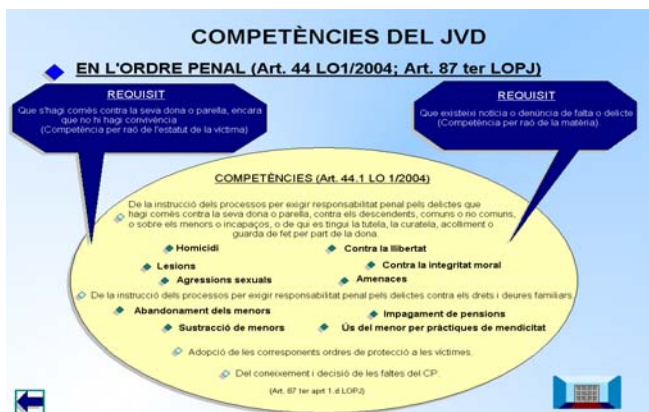 COMPETÈNCIES DEL JVD
EN L'ORDRE PENAL (Art. 44 LO1/2004; Art. 87 ter LOPJ)
REQUISIT
Que s'hagi comès contra la seva dona o parella, encara
que no hi hagi convivència
(Competència per raó de l'estatut de la víctima)
REQUISIT
Que existeixi notícia o denúncia de falta o delicte
(Competència per raó de la matèria)
COMPETÈNCIES (Art. 44.1 LO 1/2004)
De la instrucció dels processos per exigir responsabilitat penal pels delictes que
hagi comès contra la seva dona o parella, contra els descendents, comuns o no comuns,
o sobre els menors o incapaços, o de qui es tingui la tutela, la curatela, acolliment o
guarda de fet per part de la dona.
Homicidi
Contra la llibertat
Lesions
Contra la integritat moral
Agressions sexuals
Amenaces
De la instrucció dels processos per exigir responsabilitat penal pels delictes contra els drets i deures familiars.
Abandonament dels menors
Impagament de pensions
Sustracció de menors
Ús del menor per pràctiques de mendicitat
Adopció de les corresponents ordres de protecció a les víctimes.
Del coneixement i decisió de les faltes del CP.
(Art. 87 ter aprt 1.d LOPJ)